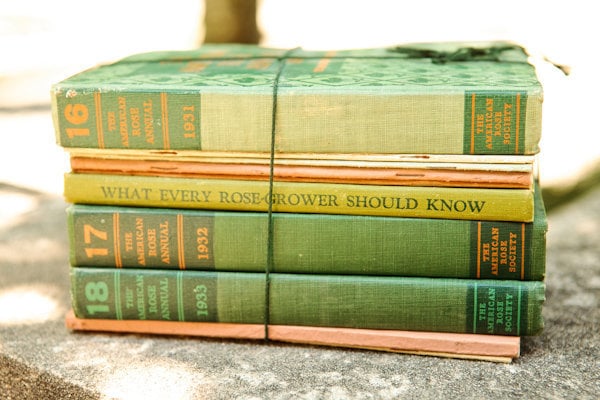 16
THE
AMERICAN
ROSE
ANNUAL
1931
THE
AMERICAN
ROSE
SOCIETY
WHAT EVERY ROSE-GROWER SHOULD KNOW
17
THE
AMERICAN
ROSE
ANNUAL
1932
THE
AMERICAN
ROSE
SOCIETY
18
THE
AMERICAN
ROSE
ANNUAL
1933
THE
AMERICAN
ROSE
SOCIETY